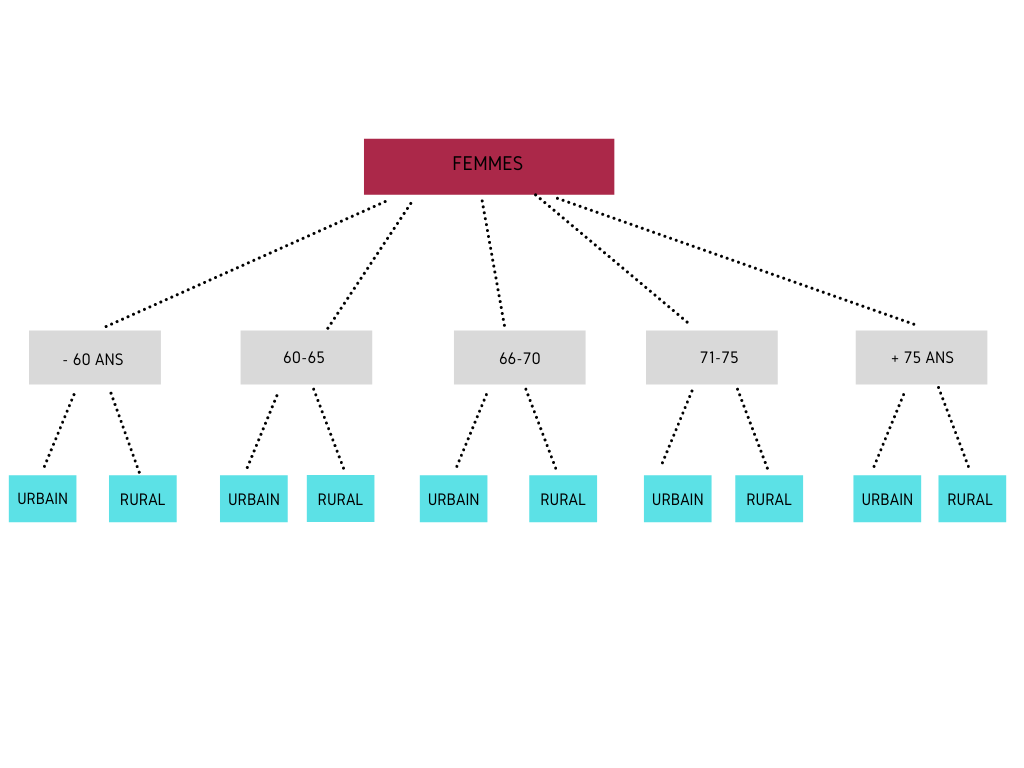 FEMMES
- 60 ANS
60-65
66-70
71-75
+ 75 ANS
URBAIN
RURAL
URBAIN
RURAL
URBAIN
RURAL
URBAIN
RURAL
URBAIN
RURAL